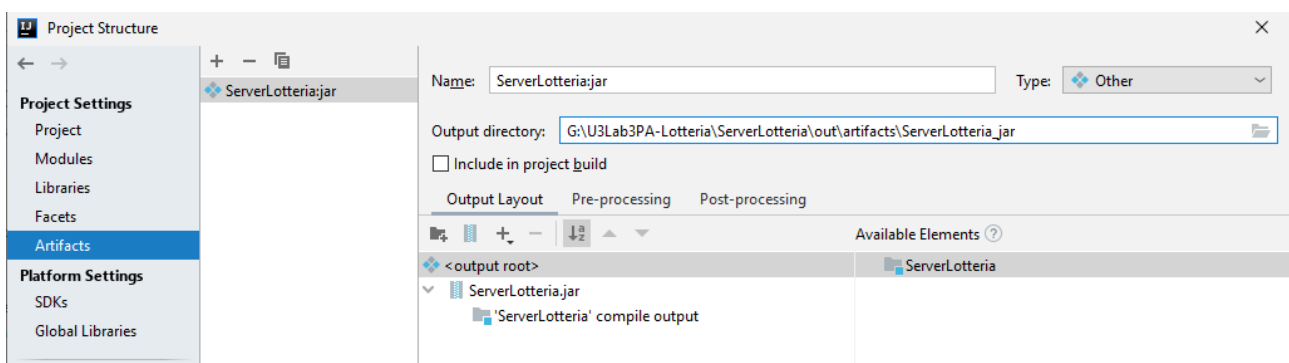 Project Structure
Project Settings
Project
Modules
Libraries
Facets
Artifacts
Platform Settings
SDKs
Global Libraries
ServerLotteria:jar
Name: ServerLotteria:jar Type: Other
Output directory: G:\U3Lab3PA-Lotteria\ServerLotteria\out\artifacts\ServerLotteria_jar
Include in project build
Output Layout Pre-processing Post-processing
Available Elements ?
<output root>
ServerLotteria.jar
'ServerLotteria' compile output
ServerLotteria